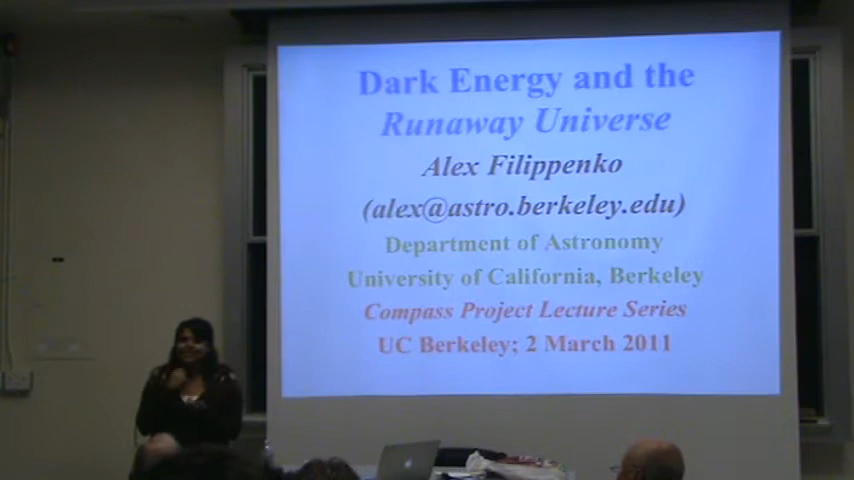 Dark Energy and the
Runaway Universe
Alex Filippenko
(alex@astro.berkeley.edu)
Department of Astronomy
University of California, Berkeley
Compass Project Lecture Series
UC Berkeley; 2 March 2011